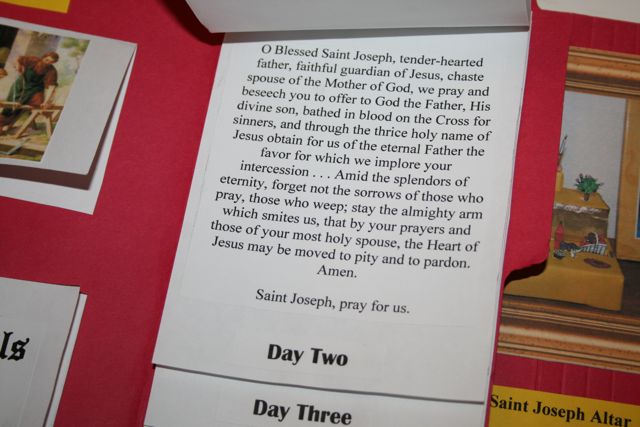 O Blessed Saint Joseph, tender-hearted
father, faithful guardian of Jesus, chaste
spouse of the Mother of God, we pray and
beseech you to offer to God the Father, His
divine son, bathed in blood on the Cross for
sinners, and through the thrice holy name of
Jesus obtain for us of the eternal Father the
favor for which we implore your
intercession . . . Amid the splendors of
eternity, forget not the sorrows of those who
pray, those who weep; stay the almighty arm
which smites us, that by your prayers and
those of your most holy spouse, the Heart of
Jesus may be moved to pity and to pardon.
Amen.
Saint Joseph, pray for us.
Day Two
Day Three
ls
Saint Joseph Altar